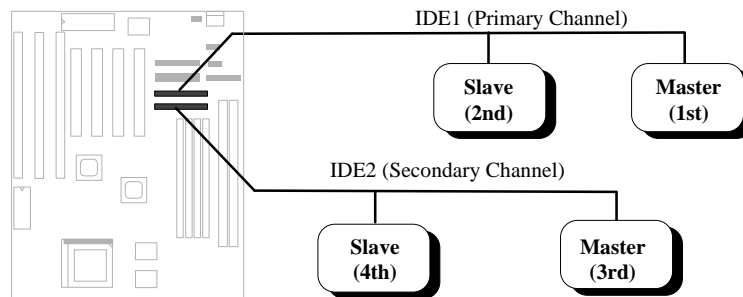 IDE1 (Primary Channel)
Slave
(2nd)
Master
(1st)
IDE2 (Secondary Channel)
Slave
(4th)
Master
(3rd)